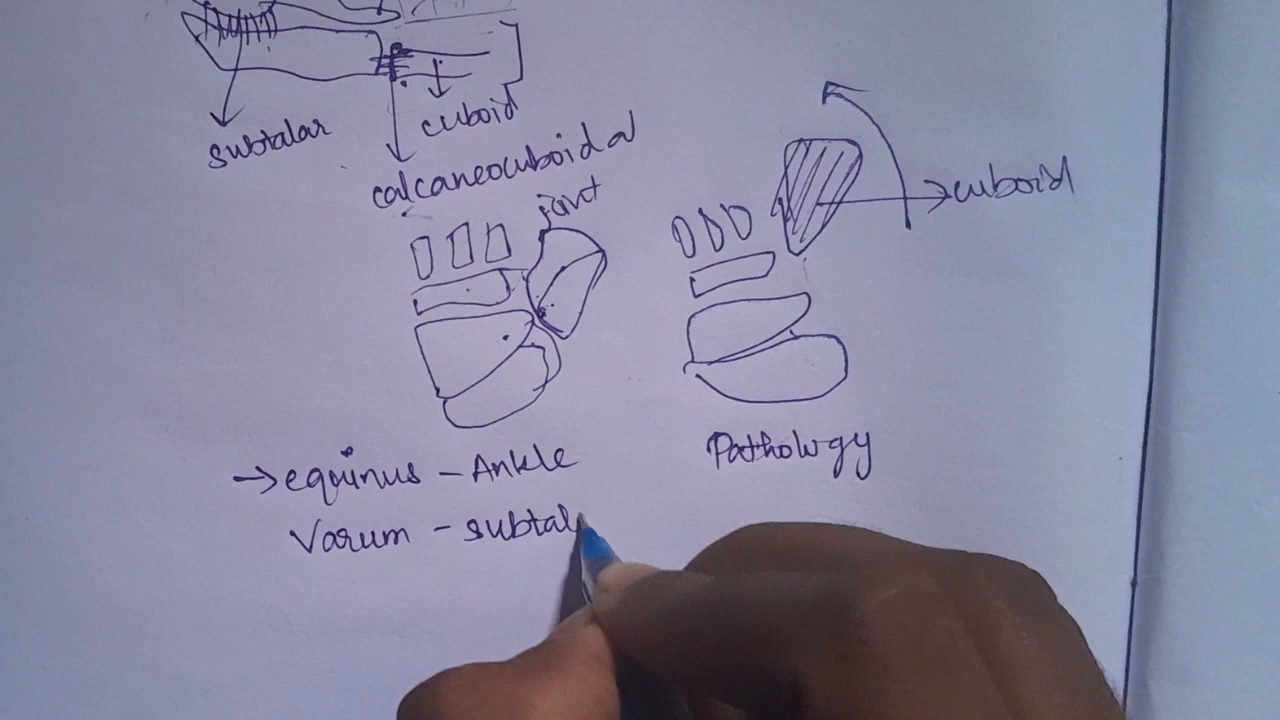 subtalar
cuboid
calcaneocuboidal
joint
cuboid
Pathology
→equinus - Ankle
Varum - subtal